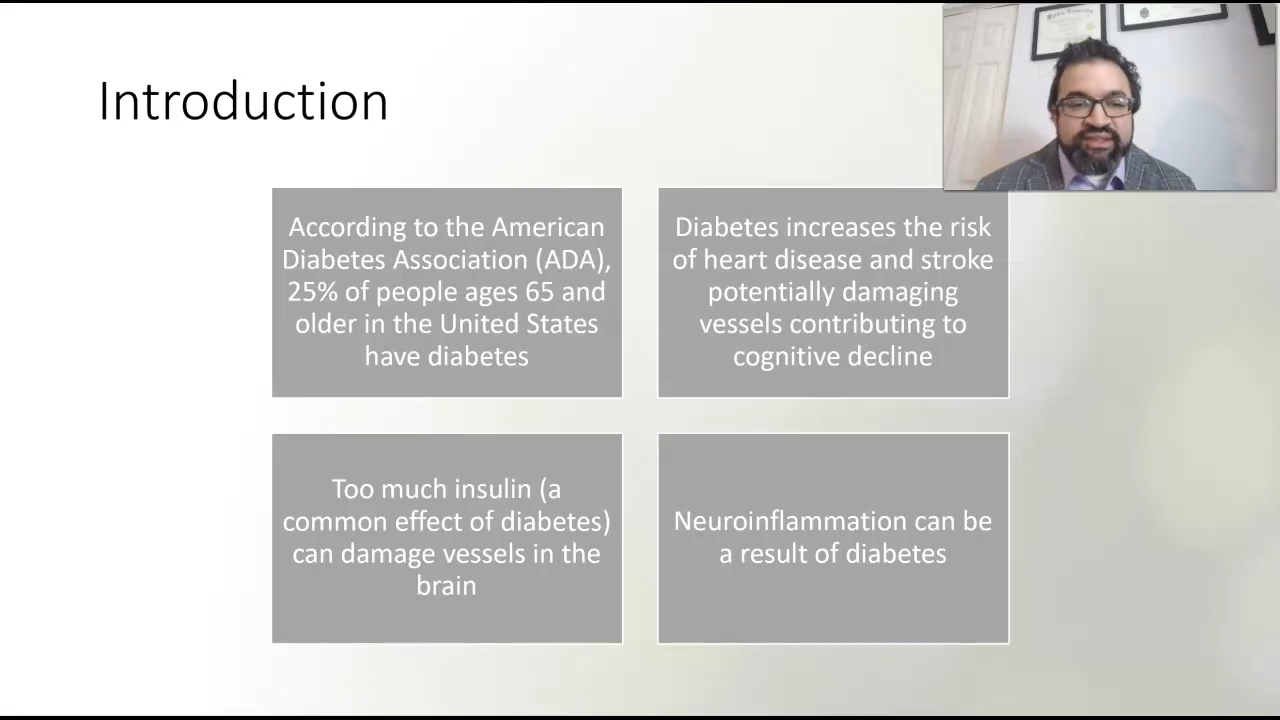 Introduction
According to the American
Diabetes Association (ADA),
25% of people ages 65 and
older in the United States
have diabetes
Diabetes increases the risk
of heart disease and stroke
potentially damaging
vessels contributing to
cognitive decline
Too much insulin (a
common effect of diabetes)
can damage vessels in the
brain
Neuroinflammation can be
a result of diabetes